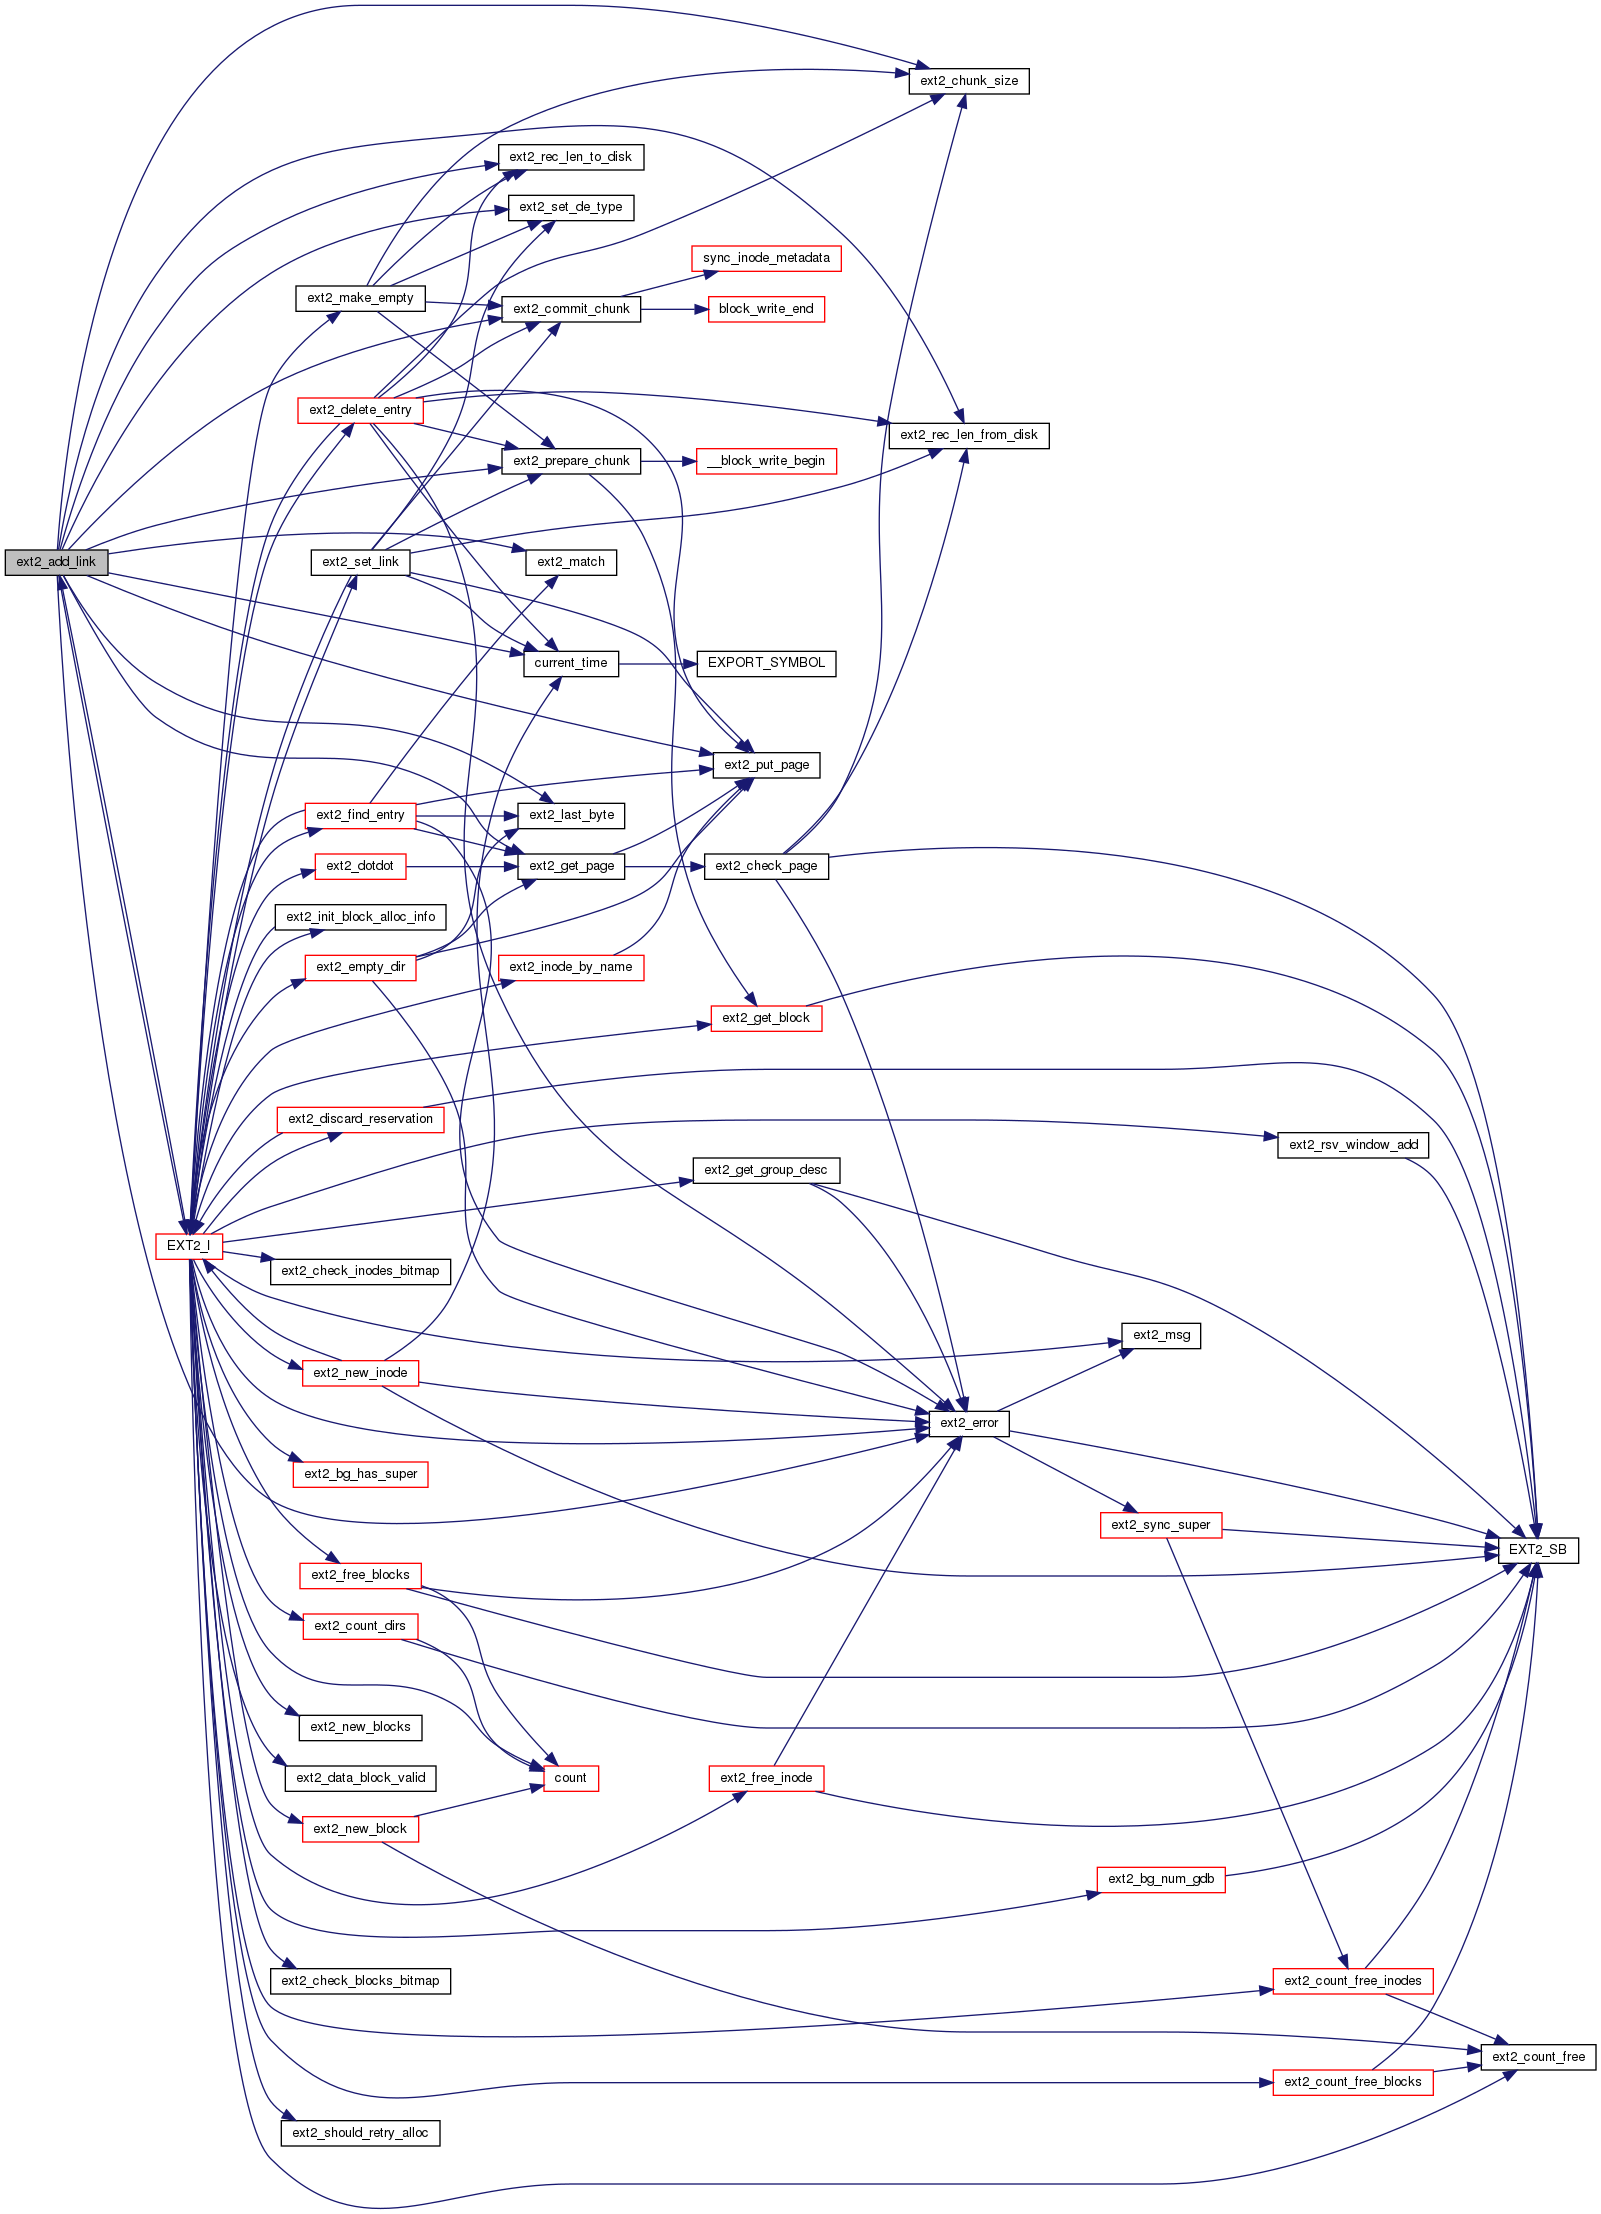 ext2_chunk_size
ext2_rec_len_to_disk
ext2_set_de_type
sync_inode_metadata
ext2_make_empty
ext2_commit_chunk
block_write_end
ext2_delete_entry
ext2_rec_len_from_disk
ext2_prepare_chunk
__block_write_begin
ext2_add_link
ext2_set_link
ext2_match
current_time
EXPORT_SYMBOL
ext2_put_page
ext2_find_entry
ext2_last_byte
ext2_dotdot
ext2_get_page
ext2_check_page
ext2_init_block_alloc_info
ext2_empty_dir
ext2_inode_by_name
ext2_get_block
ext2_discard_reservation
ext2_rsv_window_add
ext2_get_group_desc
EXT2_I
ext2_check_inodes_bitmap
ext2_msg
ext2_new_inode
ext2_error
ext2_bg_has_super
ext2_sync_super
EXT2_SB
ext2_free_blocks
ext2_count_dirs
ext2_new_blocks
ext2_data_block_valid
count
ext2_free_inode
ext2_new_block
ext2_bg_num_gdb
ext2_check_blocks_bitmap
ext2_count_free_inodes
ext2_count_free
ext2_count_free_blocks
ext2_should_retry_alloc